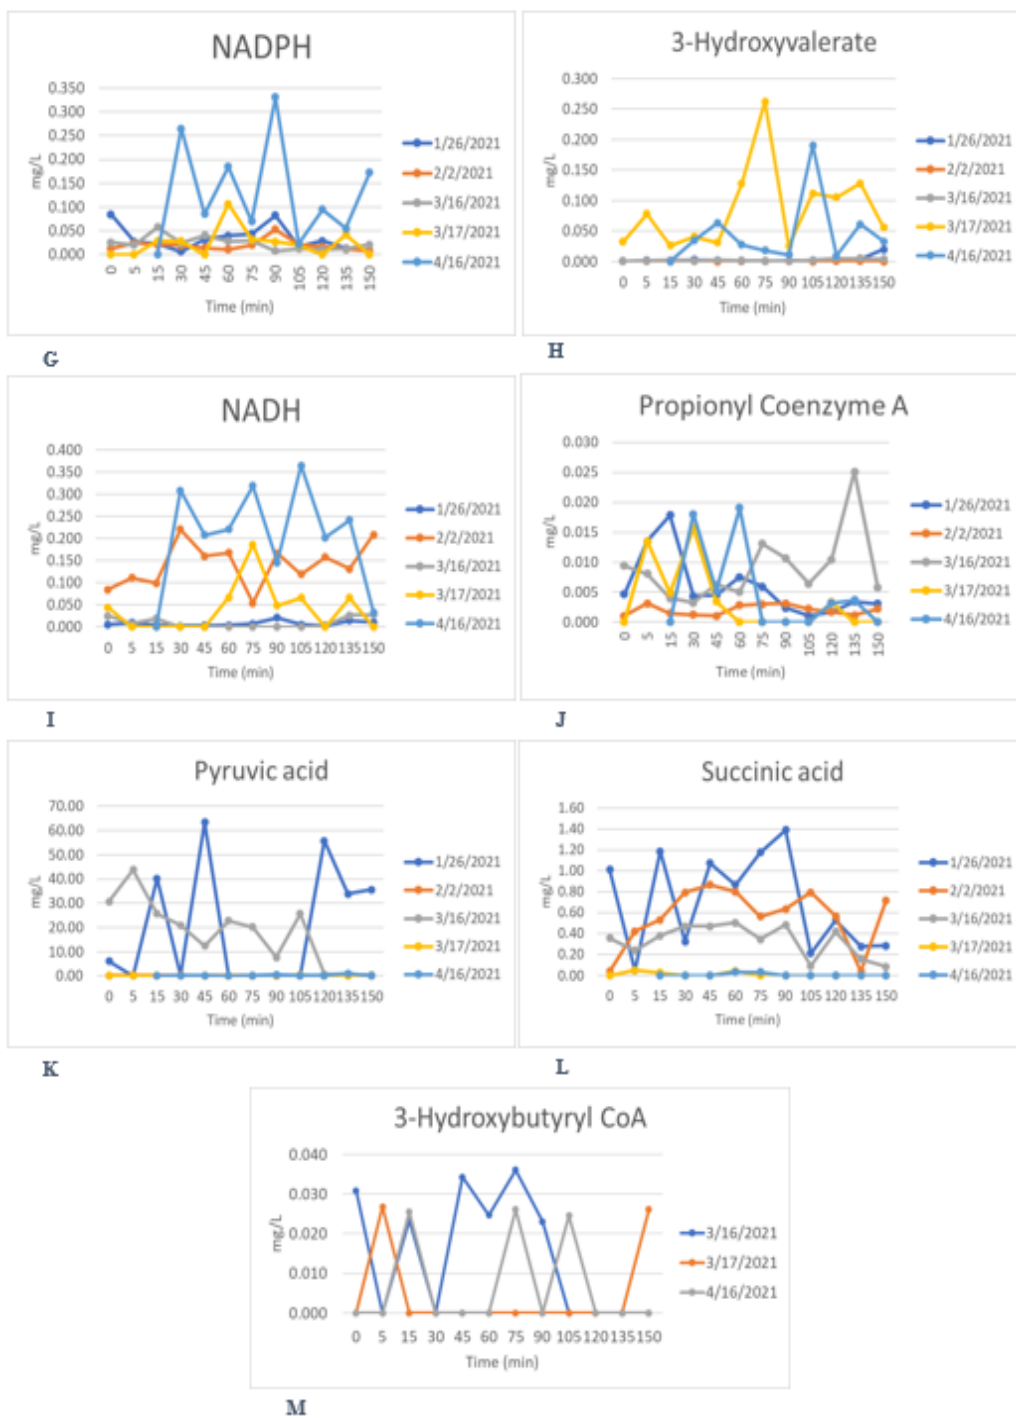 NADPH
0.350
0.300
0.250
0.200
0.150
0.100
0.050
0.000
mg/L
0 5 15 30 45 60 75 90 105 120 135 150
Time (min)
1/26/2021
2/2/2021
3/16/2021
3/17/2021
4/16/2021
G
3-Hydroxyvalerate
0.300
0.250
0.200
0.150
0.100
0.050
0.000
mg/L
0 5 15 30 45 60 75 90 105 120 135 150
Time (min)
1/26/2021
2/2/2021
3/16/2021
3/17/2021
4/16/2021
H
NADH
0.400
0.350
0.300
0.250
0.200
0.150
0.100
0.050
0.000
mg/L
0 5 15 30 45 60 75 90 105 120 135 150
Time (min)
1/26/2021
2/2/2021
3/16/2021
3/17/2021
4/16/2021
I
Propionyl Coenzyme A
0.030
0.025
0.020
0.015
0.010
0.005
0.000
mg/L
0 5 15 30 45 60 75 90 105 120 135 150
Time (min)
1/26/2021
2/2/2021
3/16/2021
3/17/2021
4/16/2021
J
Pyruvic acid
70.00
60.00
50.00
40.00
30.00
20.00
10.00
0.00
mg/L
0 5 15 30 45 60 75 90 105 120 135 150
Time (min)
1/26/2021
2/2/2021
3/16/2021
3/17/2021
4/16/2021
K
Succinic acid
1.60
1.40
1.20
1.00
0.80
0.60
0.40
0.20
0.00
mg/L
0 5 15 30 45 60 75 90 105 120 135 150
Time (min)
1/26/2021
2/2/2021
3/16/2021
3/17/2021
4/16/2021
L
3-Hydroxybutyryl CoA
0.040
0.030
0.020
0.010
0.000
mg/L
0 5 15 30 45 60 75 90 105 120 135 150
Time (min)
3/16/2021
3/17/2021
4/16/2021
M